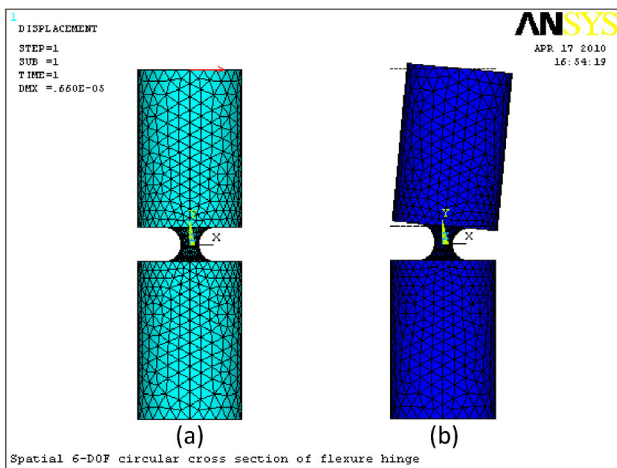 1
DISPLACEMENT
STEP=1
SUB =1
TIME=1
DMX =.660E-05
ANSYS
APR 17 2010
16:54:19
Y
X
Y
X
(a)
(b)
Spatial 6-DOF circular cross section of flexure hinge